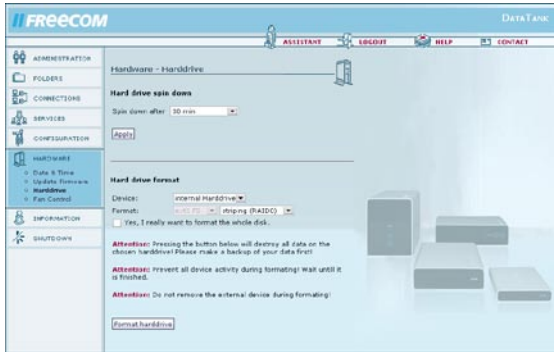 FREECOM
DATATANK
ASSISTANT
LOGOUT
HELP
CONTACT
ADMINISTRATION
FOLDERS
CONNECTIONS
SERVICES
CONFIGURATION
HARDWARE
Date & Time
Update Firmware
Harddrive
Fan Control
INFORMATION
SHUTDOWN
Hardware - Harddrive
Hard drive spin down
Spin down after 30 min
Apply
Hard drive format
Device: internal Harddrive
Format: striping (RAID0)
Yes, I really want to format the whole disk.
Attention: Pressing the button below will destroy all data on the
chosen harddrive! Please make a backup of your data first!
Attention: Prevent all device activity during formating! Wait until it
is finished.
Attention: Do not remove the external device during formating!
Format harddrive